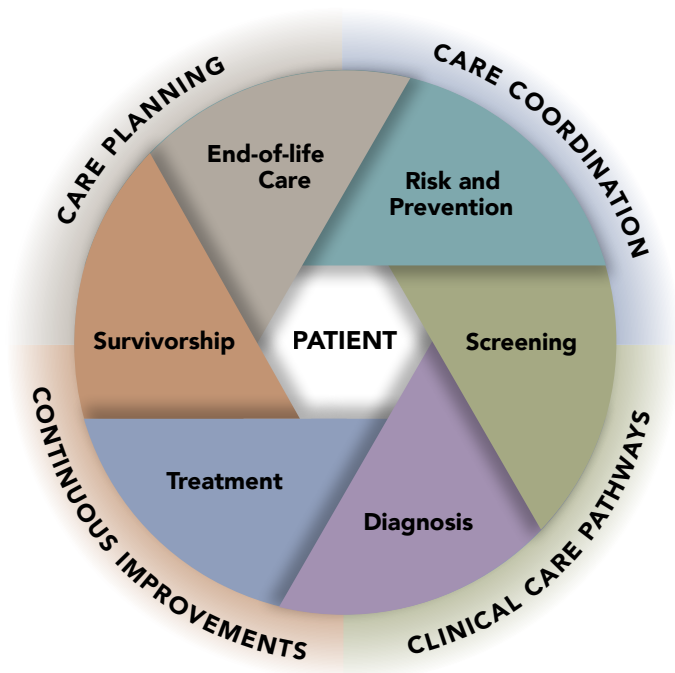 CARE PLANNING
CARE COORDINATION
End-of-life
Care
Risk and
Prevention
Survivorship
PATIENT
Screening
Treatment
Diagnosis
CONTINUOUS IMPROVEMENTS
CLINICAL CARE PATHWAYS